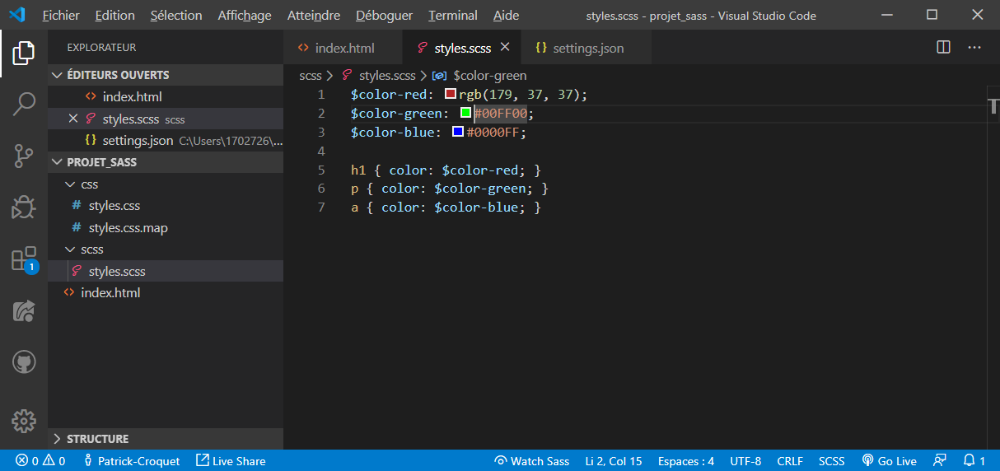 Fichier Edition Sélection Affichage Atteindre Déboguer Terminal Aide styles.scss - projet_sass - Visual Studio Code
EXPLORATEUR
ÉDITEURS OUVERTS
index.html
styles.scss scss
settings.json C:\Users\1702726\...
PROJET_SASS
css
# styles.css
# styles.css.map
scss
styles.scss
index.html
STRUCTURE
1
index.html styles.scss settings.json
scss > styles.scss > $color-green
1 $color-red: rgb(179, 37, 37);
2 $color-green: #00FF00;
3 $color-blue: #0000FF;
4
5 h1 { color: $color-red; }
6 p { color: $color-green; }
7 a { color: $color-blue; }
0 0 Patrick-Croquet Live Share Watch Sass Li 2, Col 15 Espaces : 4 UTF-8 CRLF SCSS Go Live 1